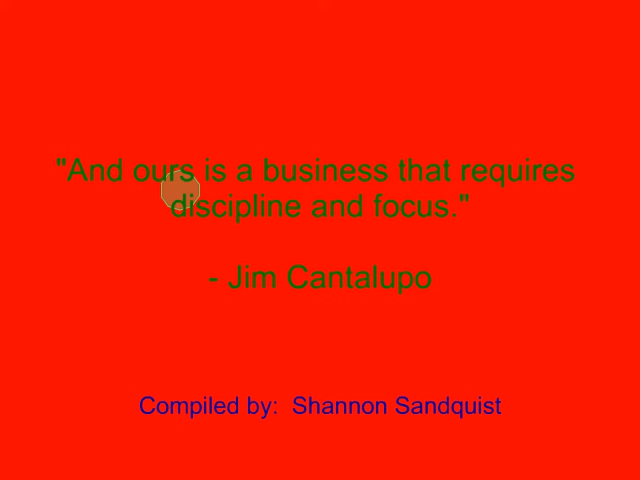 "And ours is a business that requires
discipline and focus."
- Jim Cantalupo
Compiled by:  Shannon Sandquist